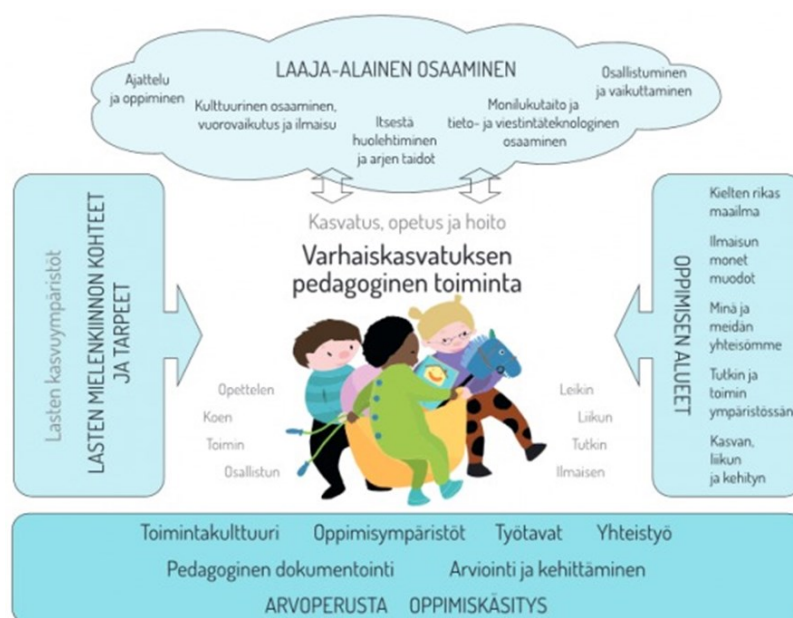 LAAJA-ALAINEN OSAAMINEN
Ajattelu
ja oppiminen
Kulttuurinen osaaminen,
vuorovaikutus ja ilmaisu
Itsestä
huolehtiminen
ja arjen taidot
Monilukutaito ja
tieto- ja viestintäteknologinen
osaaminen
Osallistuminen
ja vaikuttaminen
Kasvatus, opetus ja hoito
Varhaiskasvatuksen
pedagoginen toiminta
Lasten kasvuympäristöt
LASTEN MIELENKIINNON KOHTEET
JA TARPEET
Opettelen
Koen
Toimin
Osallistun
Leikin
Liikun
Tutkin
Ilmaisen
OPPIMISEN ALUEET
Kielten rikas
maailma
Ilmaisun
monet
muodot
Minä ja
meidän
yhteisömme
Tutkin ja
toimin
ympäristössän
Kasvan,
liikun
ja kehityn
Toimintakulttuuri Oppimisympäristöt Työtavat Yhteistyö
Pedagoginen dokumentointi Arviointi ja kehittäminen
ARVOPERUSTA OPPIMISKÄSITYS